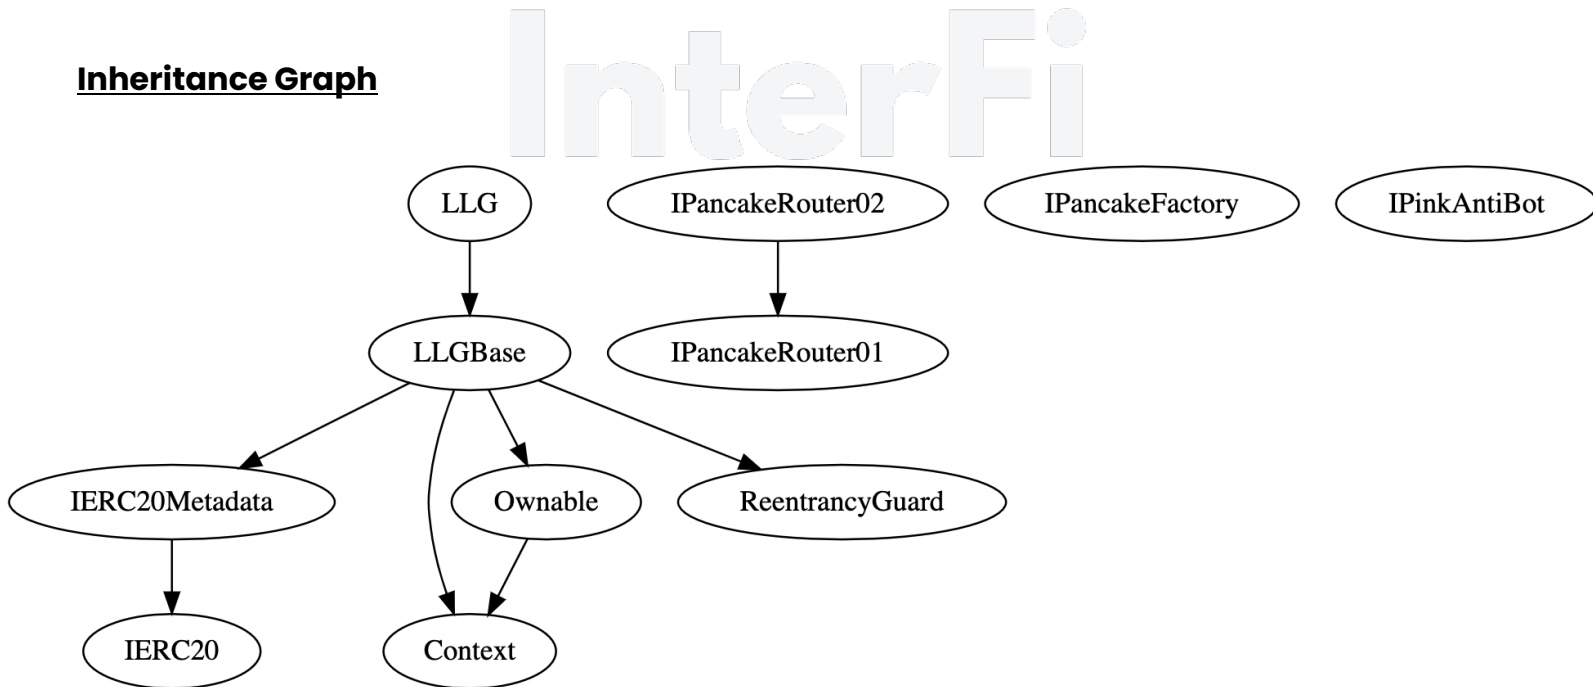 InterFi
Inheritance Graph
LLG IPancakeRouter02 IPancakeFactory IPinkAntiBot
LLGBase IPancakeRouter01
IERC20Metadata Ownable ReentrancyGuard
IERC20 Context